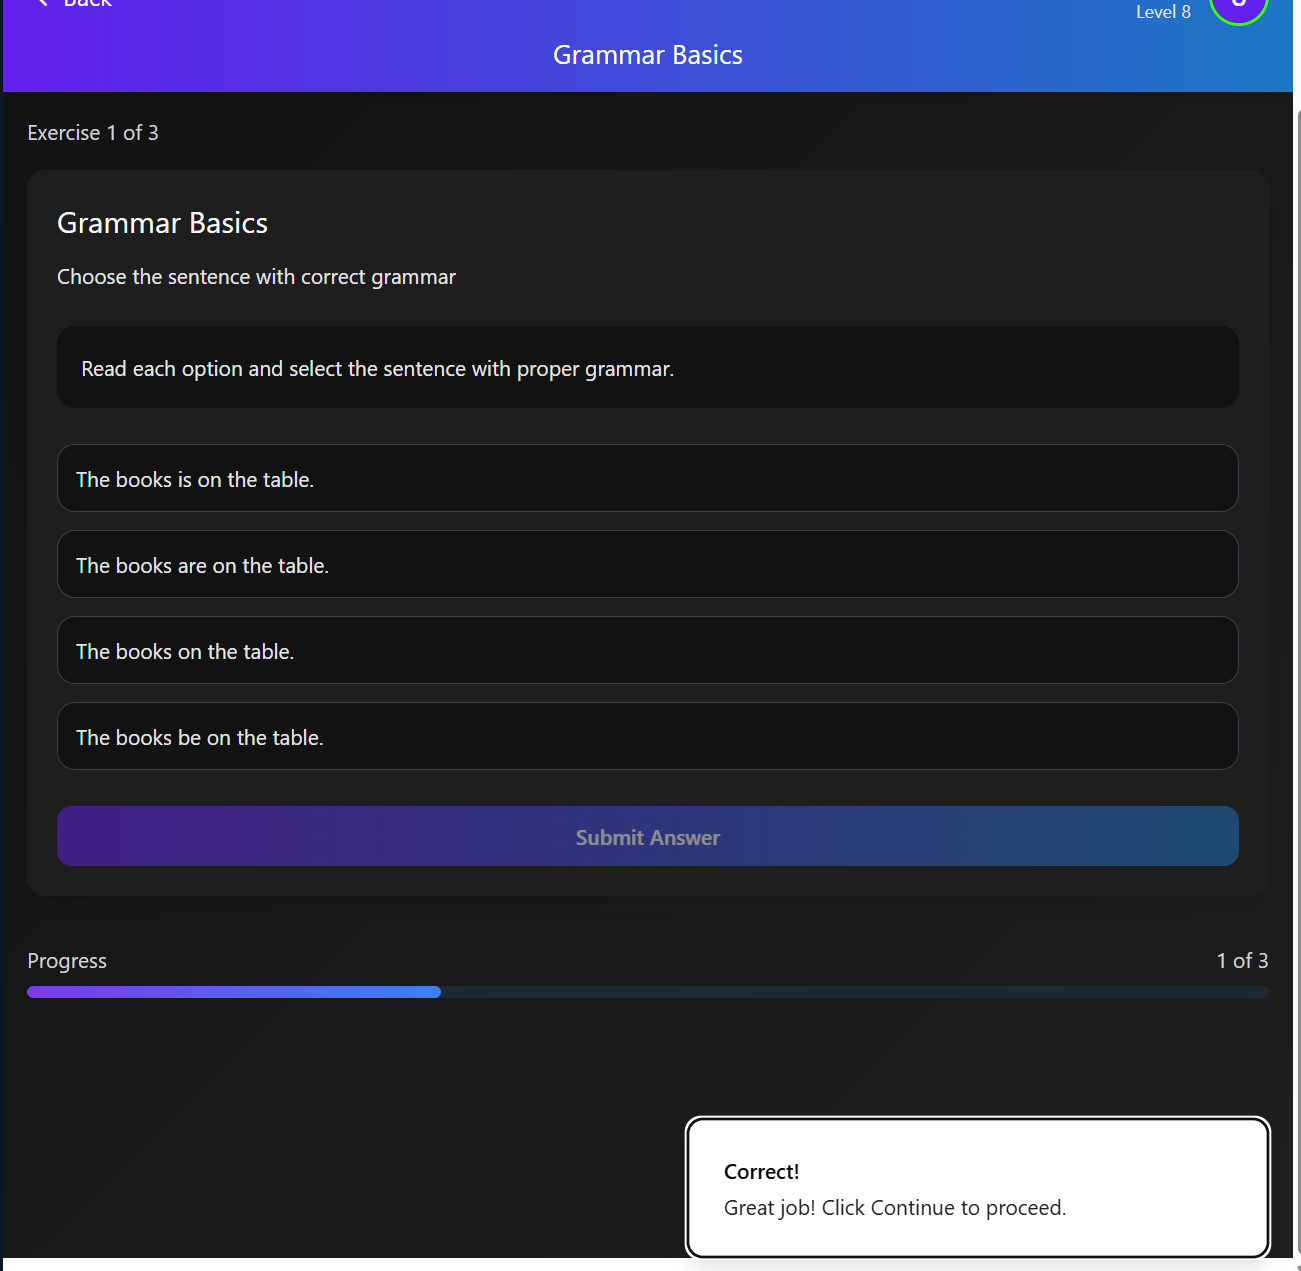 Back
Level 8
Grammar Basics
Exercise 1 of 3
Grammar Basics
Choose the sentence with correct grammar
Read each option and select the sentence with proper grammar.
The books is on the table.
The books are on the table.
The books on the table.
The books be on the table.
Submit Answer
Progress
1 of 3
Correct!
Great job! Click Continue to proceed.